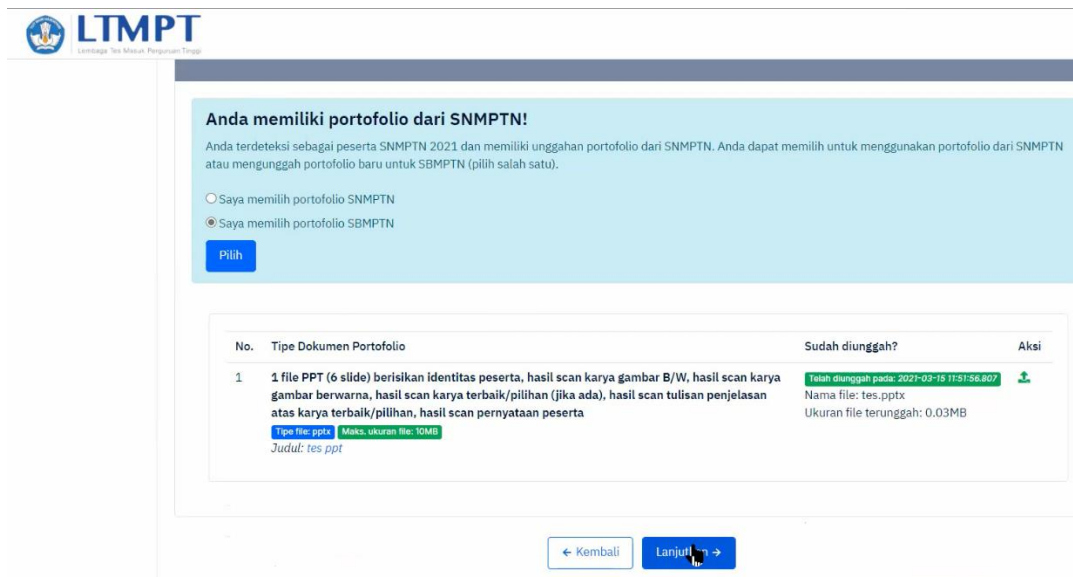 LTMPT
Lembaga Tes Masuk Perguruan Tinggi
Anda memiliki portofolio dari SNMPTN!
Anda terdeteksi sebagai peserta SNMPTN 2021 dan memiliki unggahan portofolio dari SNMPTN. Anda dapat memilih untuk menggunakan portofolio dari SNMPTN
atau mengunggah portofolio baru untuk SBMPTN (pilih salah satu).
Saya memilih portofolio SNMPTN
Saya memilih portofolio SBMPTN
Pilih
No. Tipe Dokumen Portofolio Sudah diunggah? Aksi
1 1 file PPT (6 slide) berisikan identitas peserta, hasil scan karya gambar B/W, hasil scan karya
gambar berwarna, hasil scan karya terbaik/pilihan (jika ada), hasil scan tulisan penjelasan
atas karya terbaik/pilihan, hasil scan pernyataan peserta
Tipe file: pptx Maks. ukuran file: 10MB
Judul: tes ppt
Telah diunggah pada: 2021-03-15 11:51:56.807
Nama file: tes.pptx
Ukuran file terunggah: 0.03MB
← Kembali
Lanjutkan →